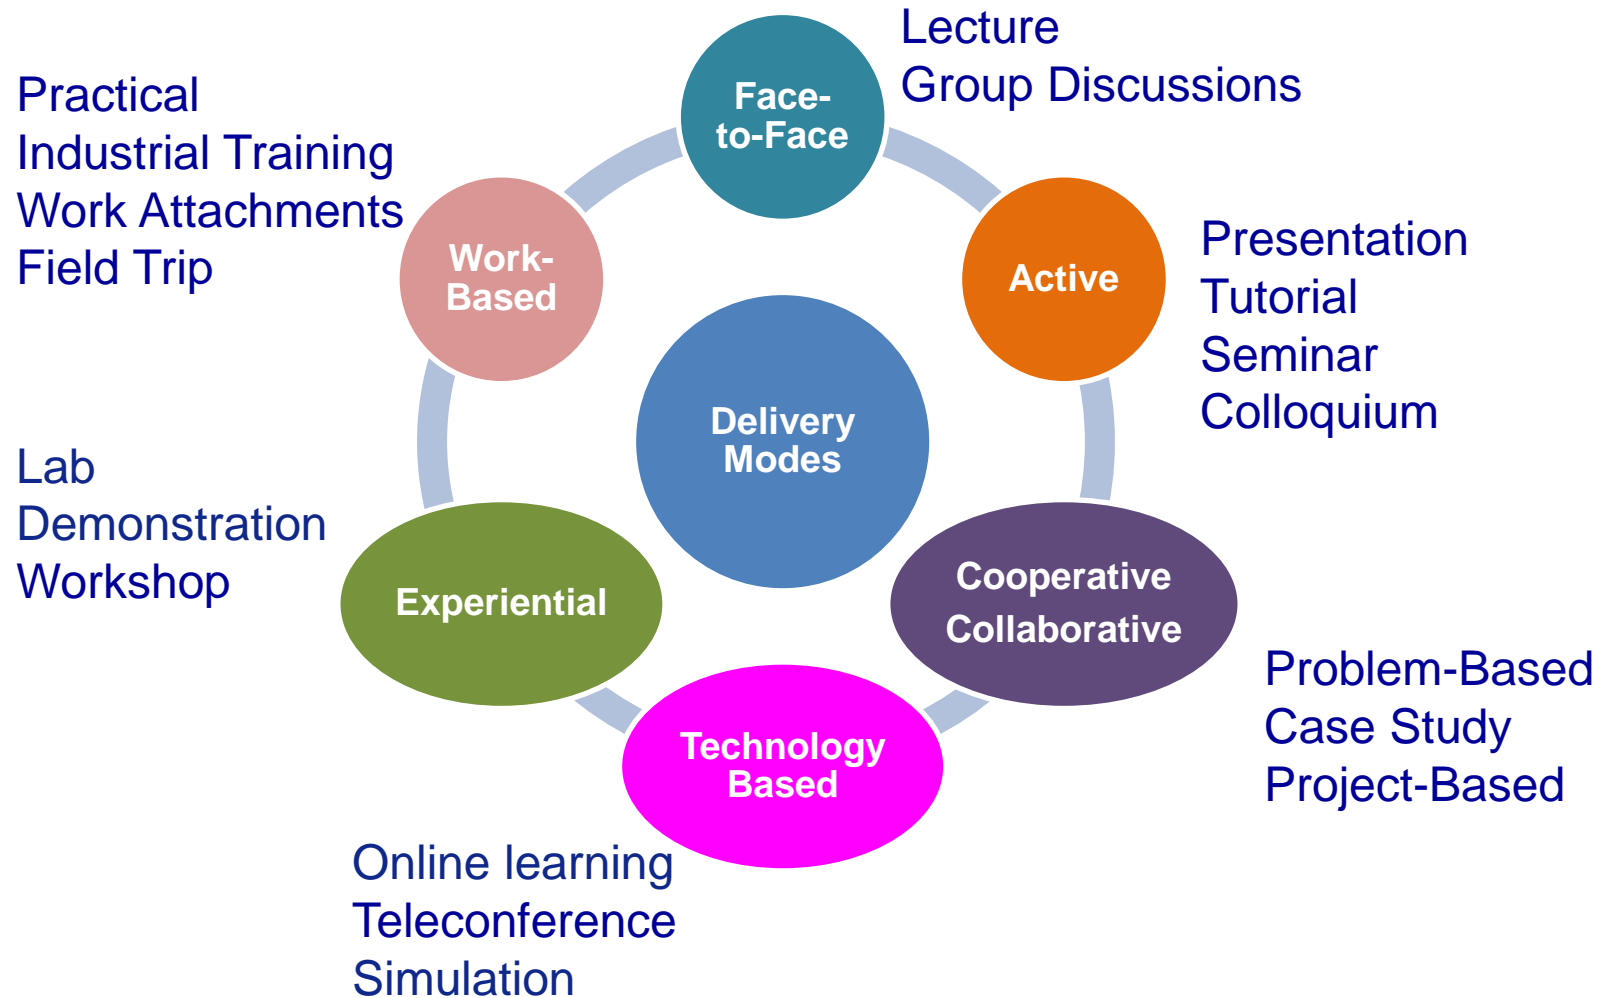 Lecture
Group Discussions
Face-
to-Face
Practical
Industrial Training
Work Attachments
Field Trip
Work-
Based
Active
Presentation
Tutorial
Seminar
Colloquium
Delivery
Modes
Lab
Demonstration
Workshop
Experiential
Cooperative
Collaborative
Problem-Based
Case Study
Project-Based
Technology
Based
Online learning
Teleconference
Simulation